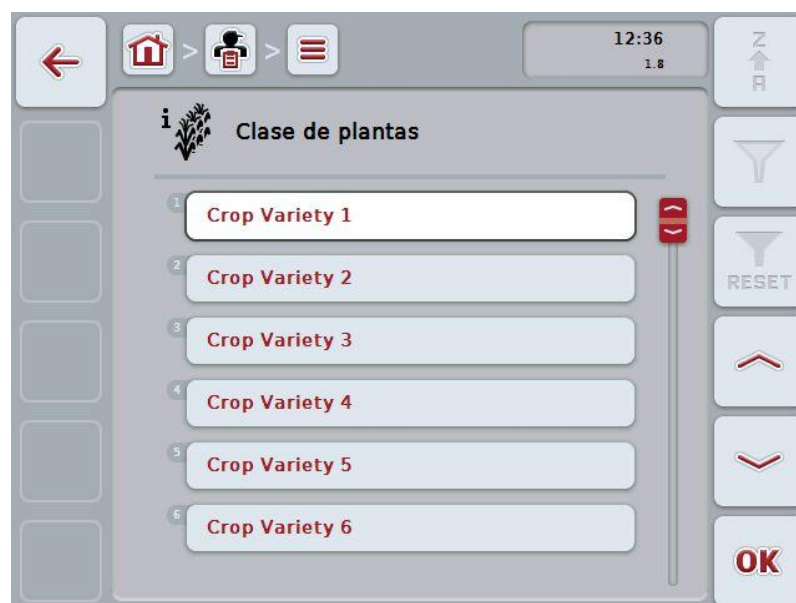 12:36
1.8
Z
A
i
Clase de plantas
1
Crop Variety 1
2
Crop Variety 2
RESET
3
Crop Variety 3
4
Crop Variety 4
5
Crop Variety 5
6
Crop Variety 6
OK